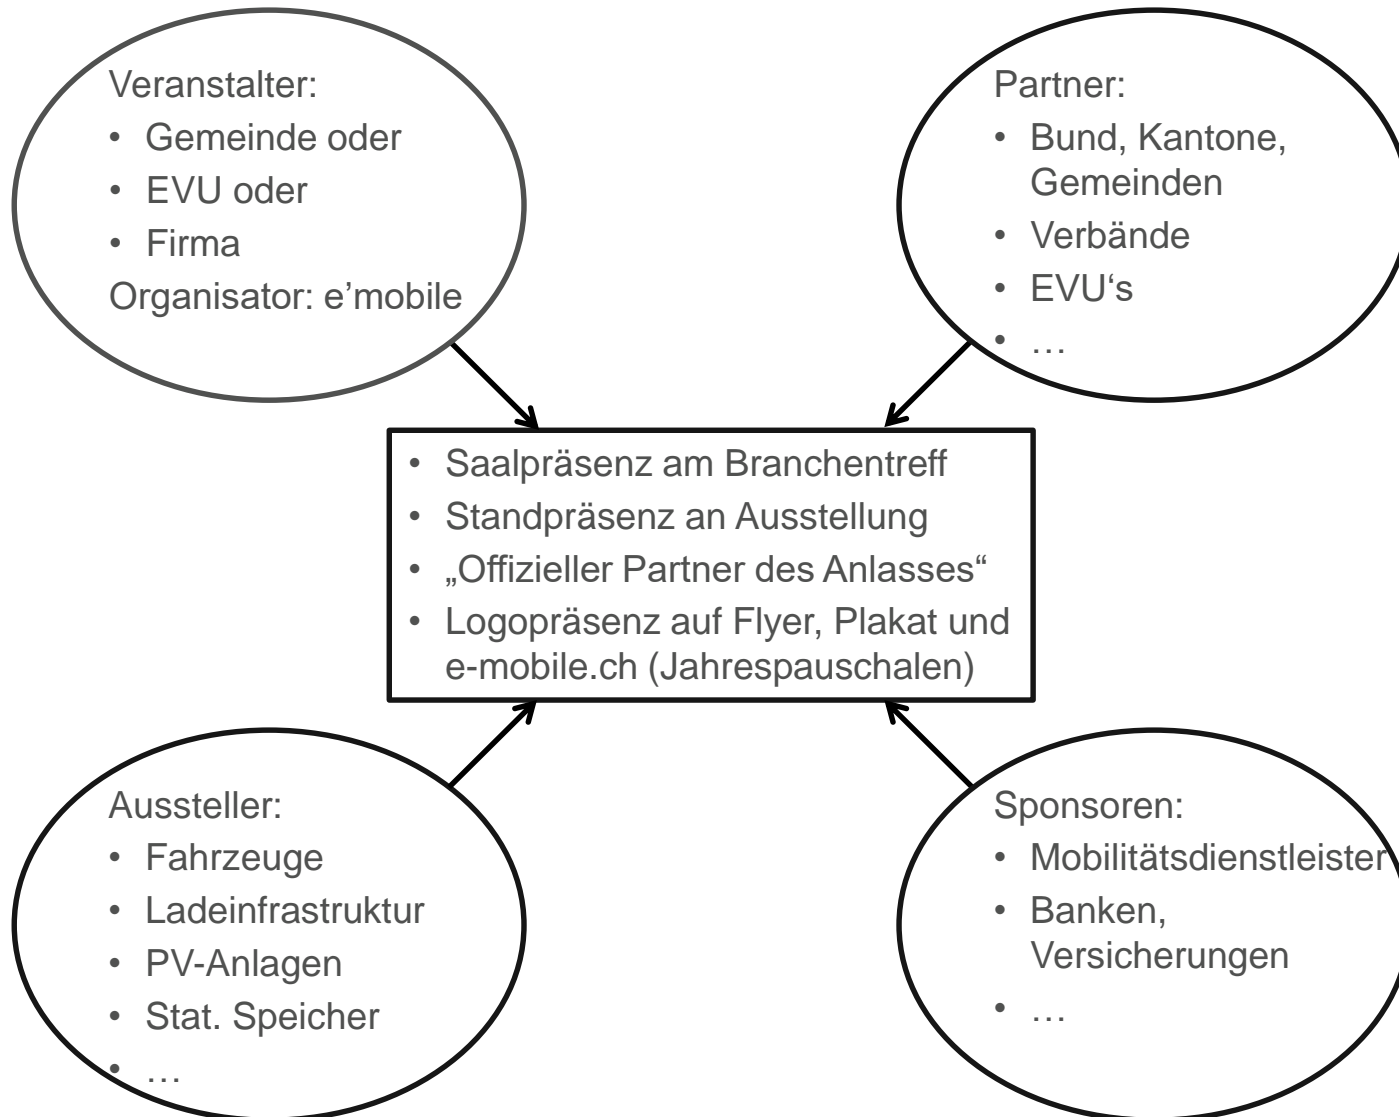 Veranstalter:
• Gemeinde oder
• EVU oder
• Firma
Organisator: e’mobile
Partner:
• Bund, Kantone,
Gemeinden
• Verbände
• EVU‘s
• …
• Saalpräsenz am Branchentreff
• Standpräsenz an Ausstellung
• „Offizieller Partner des Anlasses“
• Logopräsenz auf Flyer, Plakat und
e-mobile.ch (Jahrespauschalen)
Aussteller:
• Fahrzeuge
• Ladeinfrastruktur
• PV-Anlagen
• Stat. Speicher
• …
Sponsoren:
• Mobilitätsdienstleister
• Banken,
Versicherungen
• …